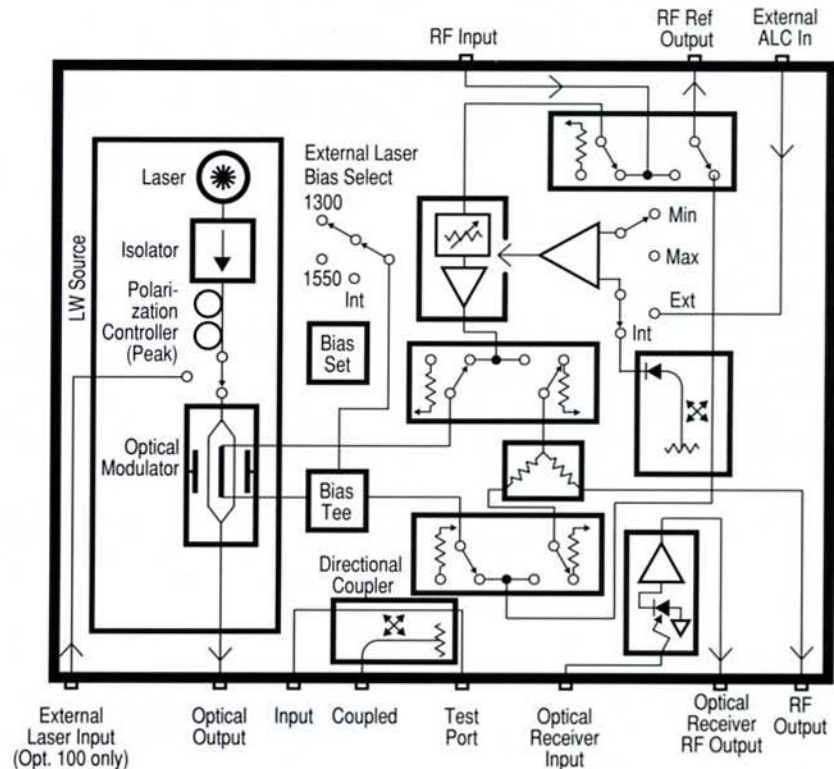 RF Input
RF Ref
Output
External
ALC In
LW Source
Laser
Isolator
Polari-
zation
Controller
(Peak)
Optical
Modulator
External Laser
Bias Select
1300
1550
Int
Bias
Set
Bias
Tee
Min
Max
Ext
Int
Directional
Coupler
External
Laser Input
(Opt. 100 only)
Optical
Output
Input
Coupled
Test
Port
Optical
Receiver
Input
Optical
Receiver
RF Output
RF
Output